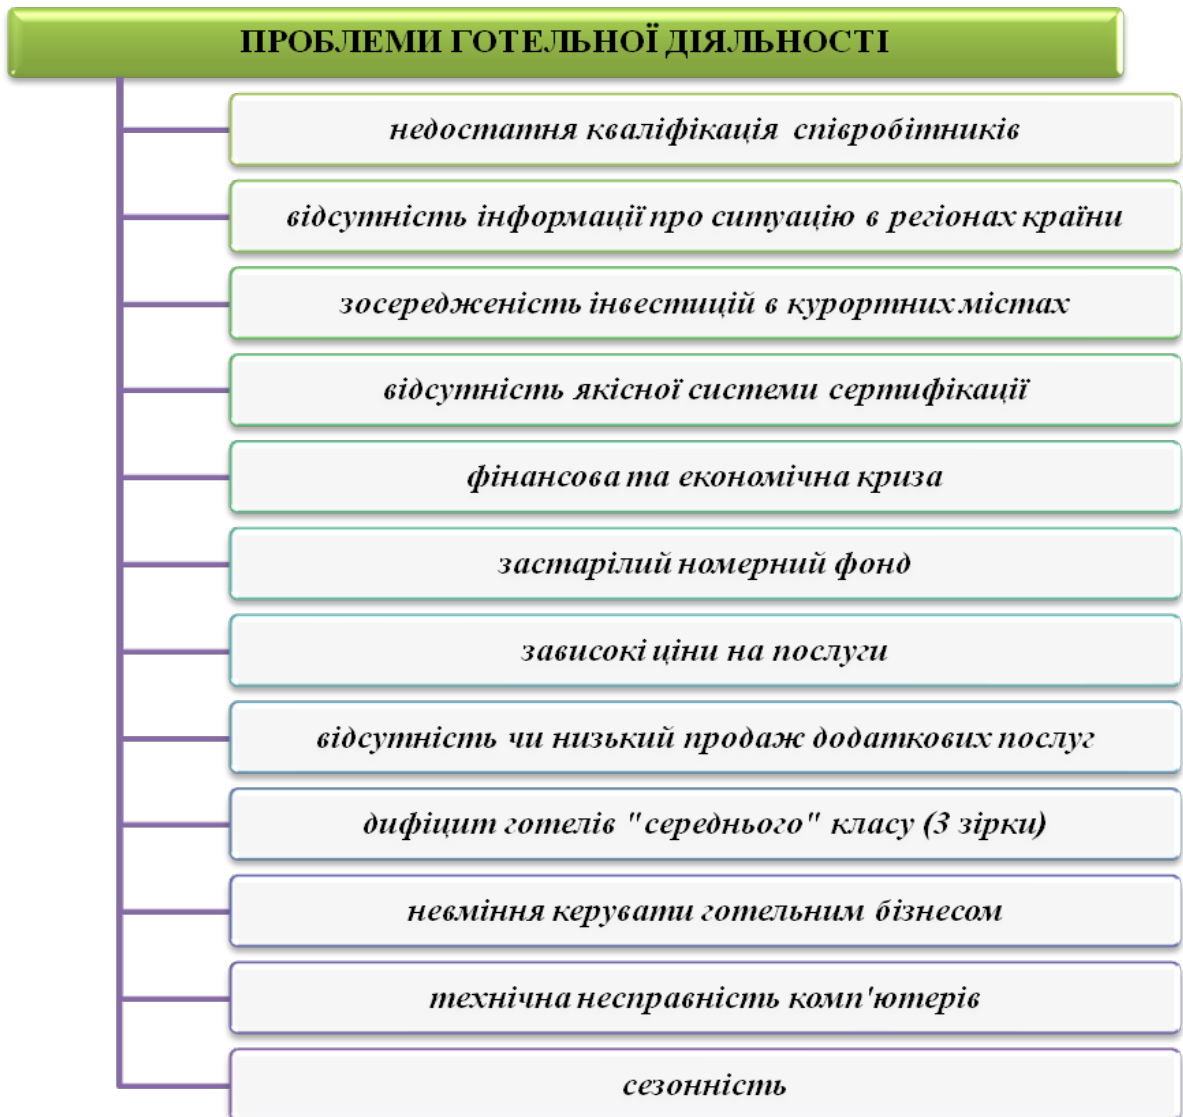 ПРОБЛЕМИ ГОТЕЛЬНОЇ ДІЯЛЬНОСТІ
недостатня кваліфікація співробітників
відсутність інформації про ситуацію в регіонах країни
зосередженість інвестицій в курортних містах
відсутність якісної системи сертифікації
фінансова та економічна криза
застарілий номерний фонд
зависокі ціни на послуги
відсутність чи низький продаж додаткових послуг
дифіцит готелів "середнього" класу (3 зірки)
невміння керувати готельним бізнесом
технічна несправність комп'ютерів
сезонність